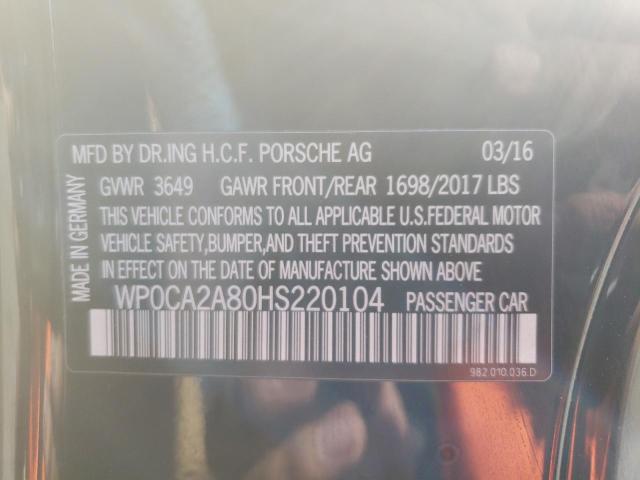 MFD BY DR.ING H.C.F. PORSCHE AG 03/16
GVWR 3649 GAWR FRONT/REAR 1698/2017 LBS
THIS VEHICLE CONFORMS TO ALL APPLICABLE U.S.FEDERAL MOTOR
VEHICLE SAFETY,BUMPER,AND THEFT PREVENTION STANDARDS
IN EFFECT ON THE DATE OF MANUFACTURE SHOWN ABOVE
WP0CA2A80HS220104 PASSENGER CAR
982.010.036.D
MADE IN GERMANY